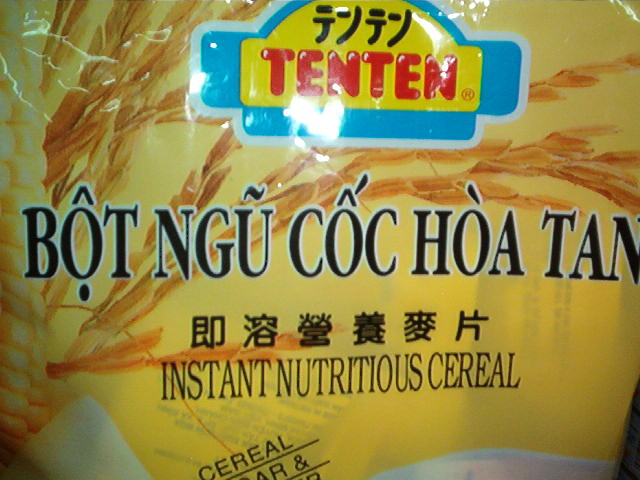 テンテン
TENTEN®
BỘT NGŨ CỐC HÒA TAN
即溶營養麥片
INSTANT NUTRITIOUS CEREAL
CEREAL
&